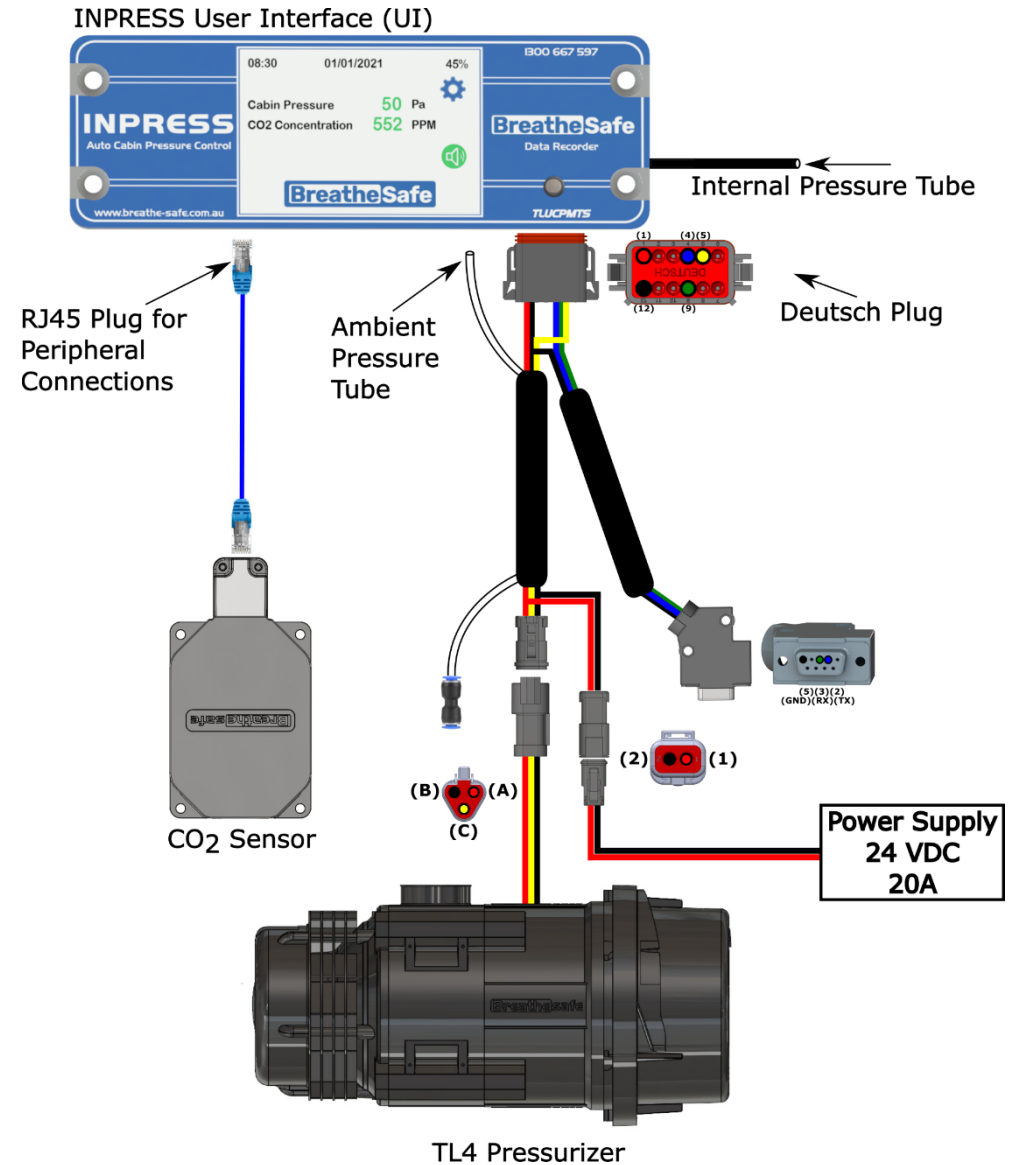 INPRESS User Interface (UI)
1300 667 597
08:30 01/01/2021 45%
Cabin Pressure 50 Pa
CO2 Concentration 552 PPM
INPRESS
Auto Cabin Pressure Control
BreatheSafe
Data Recorder
BreatheSafe
www.breathe-safe.com.au
TLUCPMTS
Internal Pressure Tube
(1) (4) (5)
DEUTSCH
(12) (9)
Deutsch Plug
RJ45 Plug for
Peripheral
Connections
Ambient
Pressure
Tube
Breathesafe
CO2 Sensor
(5)(3)(2)
(GND)(RX)(TX)
(2) (1)
(B) (A)
(C)
Power Supply
24 VDC
20A
Breathesafe
TL4 Pressurizer